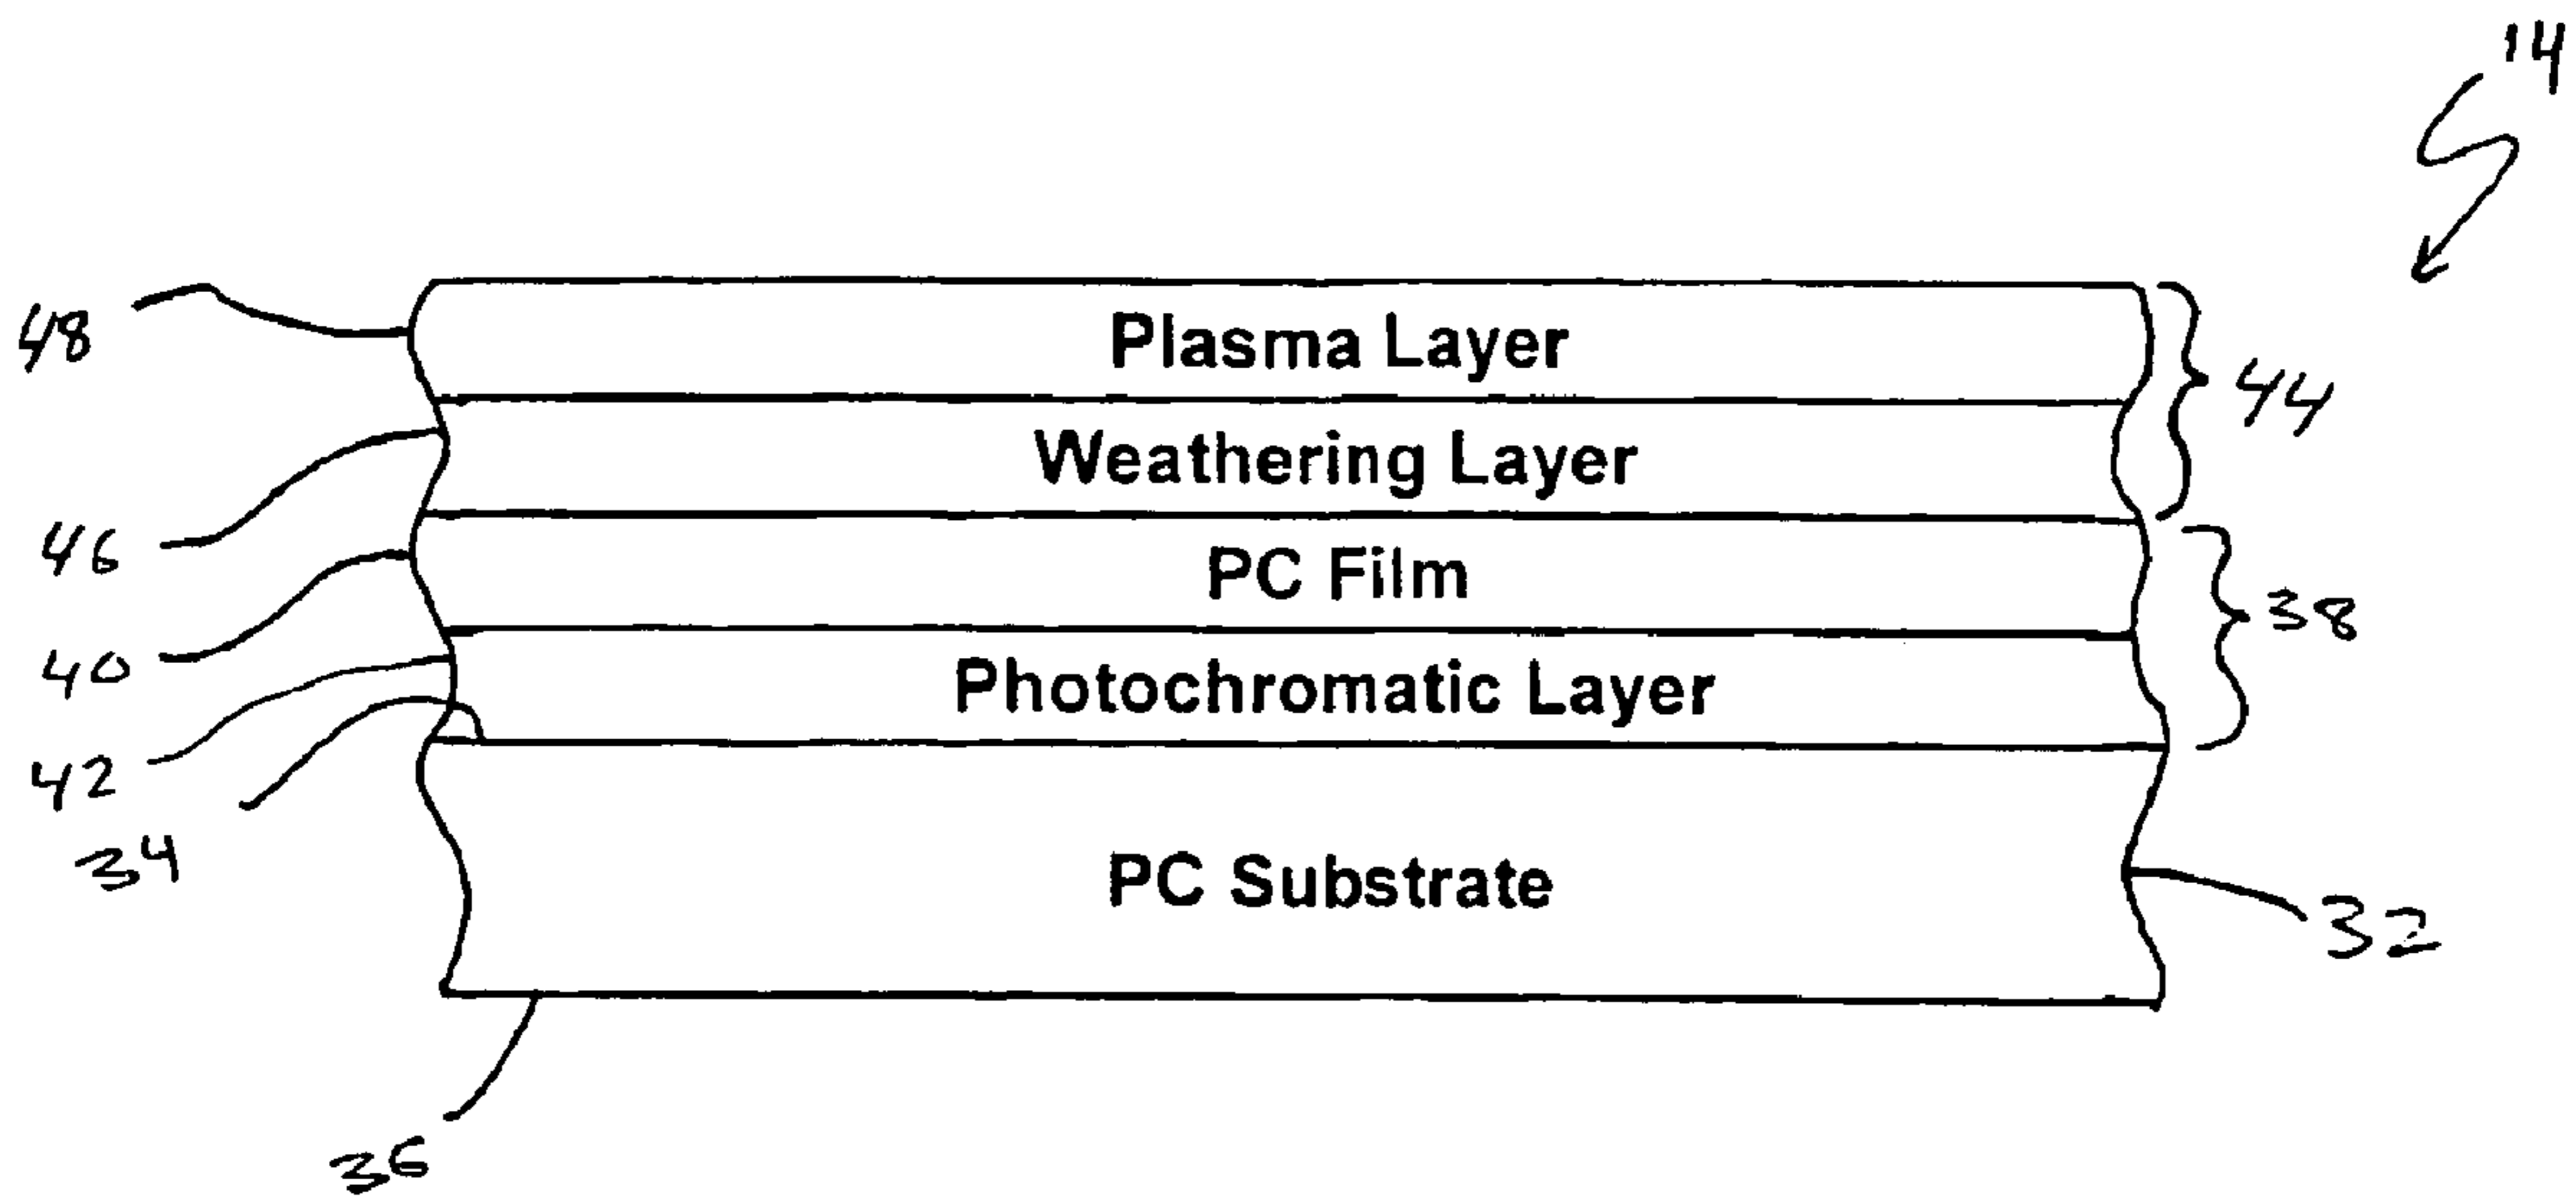 14
48
Plasma Layer
44
46
Weathering Layer
40
PC Film
38
42
Photochromatic Layer
34
PC Substrate
32
36